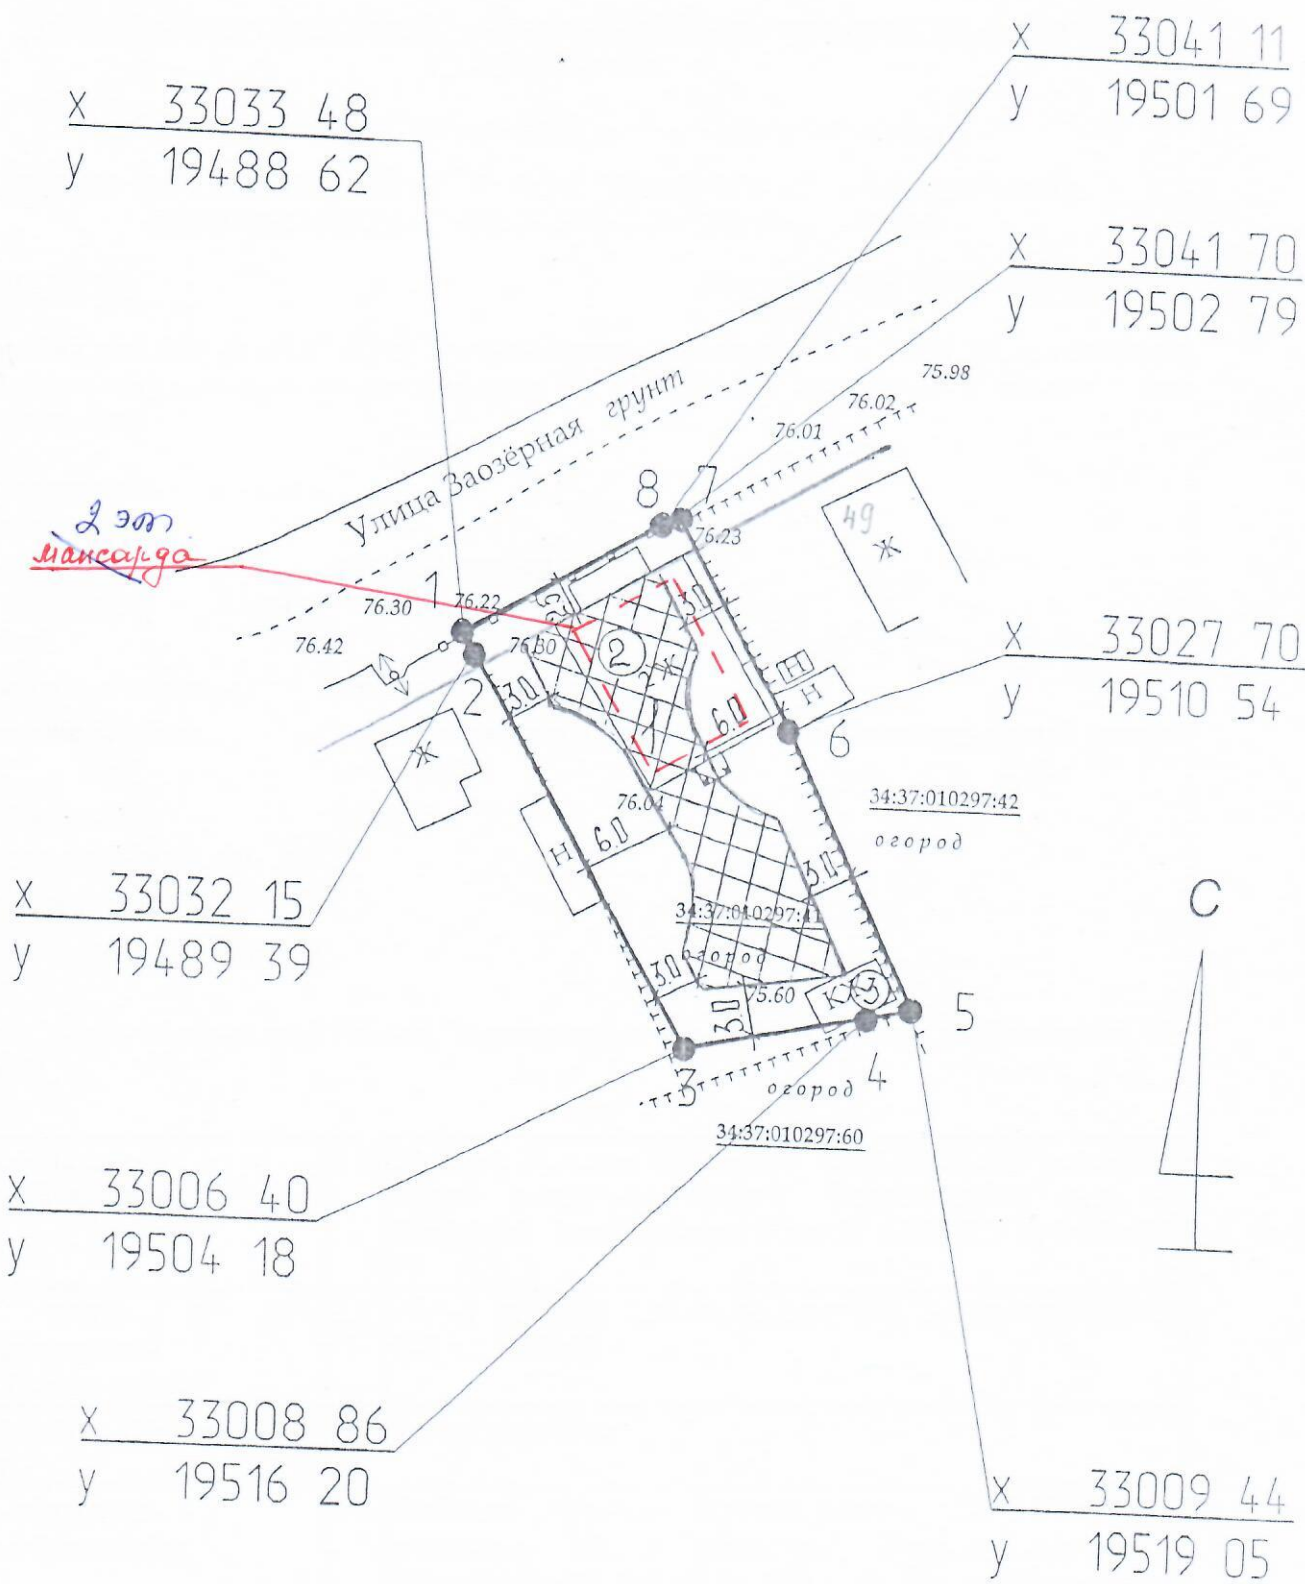 x 33041 11
y 19501 69
x 33033 48
y 19488 62
x 33041 70
y 19502 79
75.98
76.02
76.01
Улица Заозёрная грунт
2 эт
мансарда
8 7
76.23
49
Ж
1
76.30
76.22
76.42
76.30
2
3.0
2
Ж
2
3.0
6.0
Н
Н
x 33027 70
y 19510 54
6
Ж
76.04
34:37:010297:42
огород
Н
6.0
3.0
x 33032 15
y 19489 39
34:37:010297:41
огород
С
3.0
3.0
75.60
КЖ
3
5
3
4
огород
34:37:010297:60
x 33006 40
y 19504 18
x 33008 86
y 19516 20
x 33009 44
y 19519 05